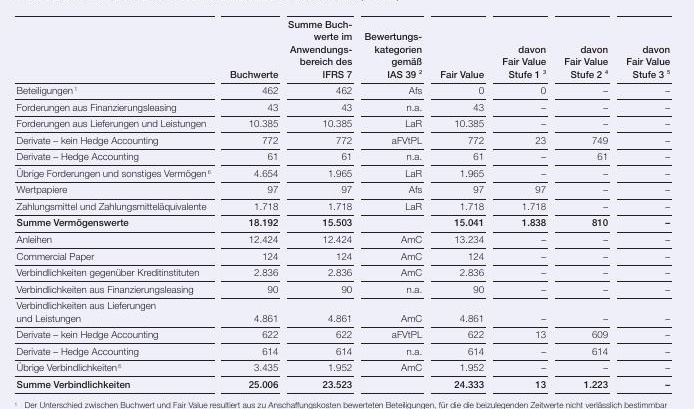 Summe Buch-
werte im Bewertungs-
Anwendungs- kategorien davon davon davon
bereich des gemäß Fair Value Fair Value Fair Value
Buchwerte IFRS 7 IAS 39 ² Fair Value Stufe 1 ³ Stufe 2 ⁴ Stufe 3 ⁵
Beteiligungen ¹ 462 462 Afs 0 0 – –
Forderungen aus Finanzierungsleasing 43 43 n.a. 43 – – –
Forderungen aus Lieferungen und Leistungen 10.385 10.385 LaR 10.385 – – –
Derivate – kein Hedge Accounting 772 772 aFVtPL 772 23 749 –
Derivate – Hedge Accounting 61 61 n.a. 61 – 61 –
Übrige Forderungen und sonstiges Vermögen ⁶ 4.654 1.965 LaR 1.965 – – –
Wertpapiere 97 97 Afs 97 97 – –
Zahlungsmittel und Zahlungsmitteläquivalente 1.718 1.718 LaR 1.718 1.718 – –
Summe Vermögenswerte 18.192 15.503 15.041 1.838 810 –
Anleihen 12.424 12.424 AmC 13.234 – – –
Commercial Paper 124 124 AmC 124 – – –
Verbindlichkeiten gegenüber Kreditinstituten 2.836 2.836 AmC 2.836 – – –
Verbindlichkeiten aus Finanzierungsleasing 90 90 n.a. 90 – – –
Verbindlichkeiten aus Lieferungen
und Leistungen 4.861 4.861 AmC 4.861 – – –
Derivate – kein Hedge Accounting 622 622 aFVtPL 622 13 609 –
Derivate – Hedge Accounting 614 614 n.a. 614 – 614 –
Übrige Verbindlichkeiten ⁶ 3.435 1.952 AmC 1.952 – – –
Summe Verbindlichkeiten 25.006 23.523 24.333 13 1.223 –
¹ Der Unterschied zwischen Buchwert und Fair Value resultiert aus zu Anschaffungskosten bewerteten Beteiligungen, für die die beizulegenden Zeitwerte nicht verlässlich bestimmbar